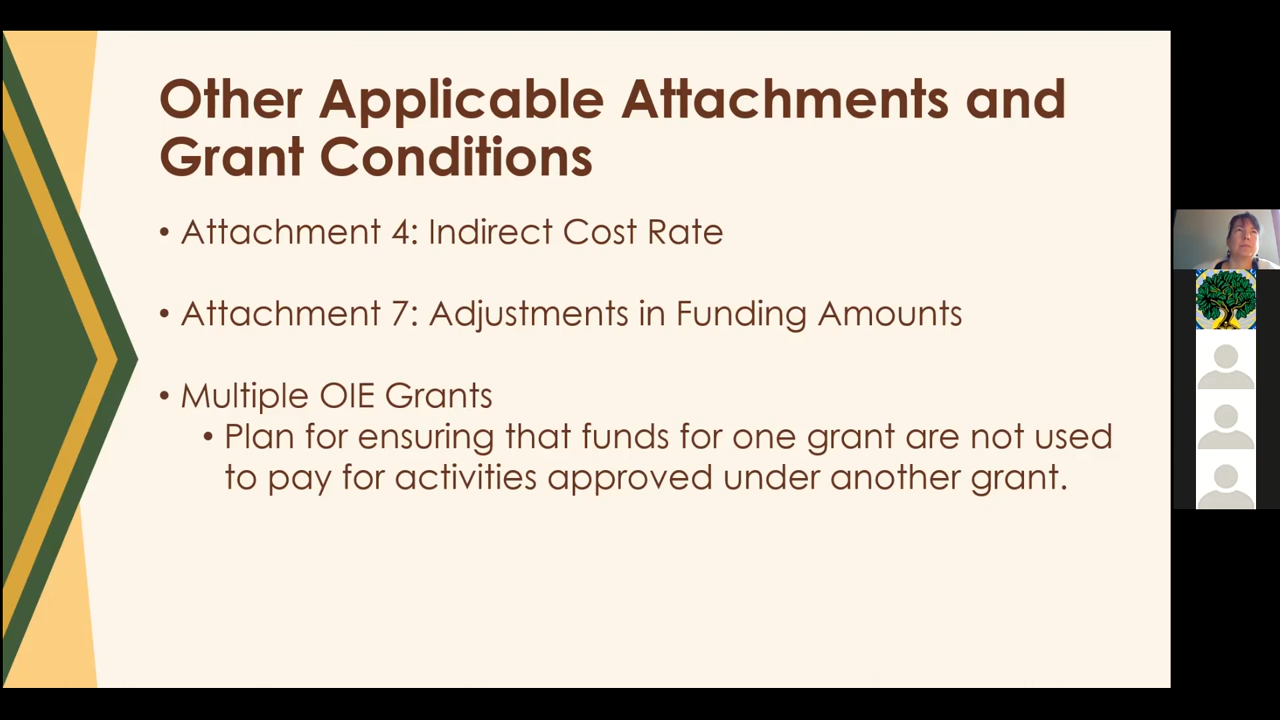 Other Applicable Attachments and
Grant Conditions
• Attachment 4: Indirect Cost Rate
• Attachment 7: Adjustments in Funding Amounts
• Multiple OIE Grants
• Plan for ensuring that funds for one grant are not used
to pay for activities approved under another grant.